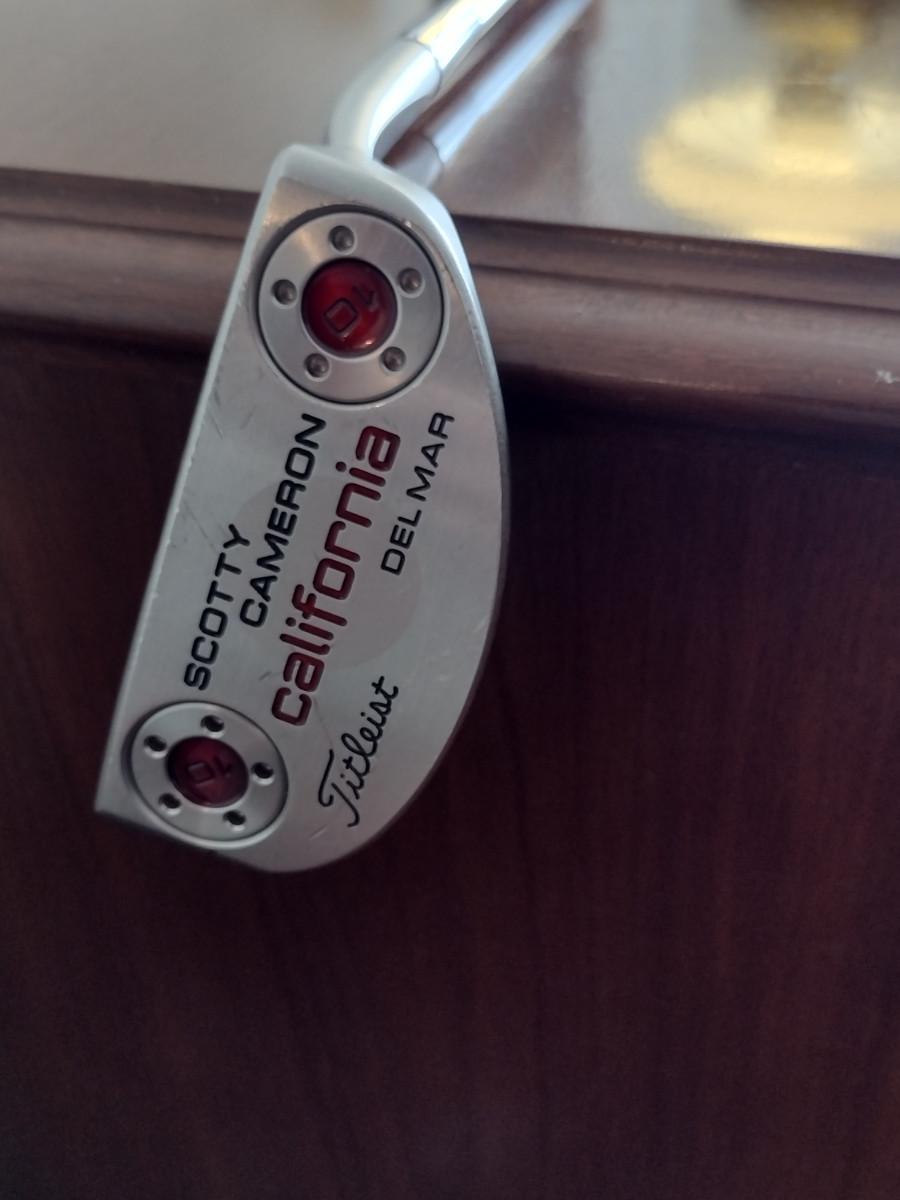 SCOTTY
CAMERON
california
DEL MAR
Titleist